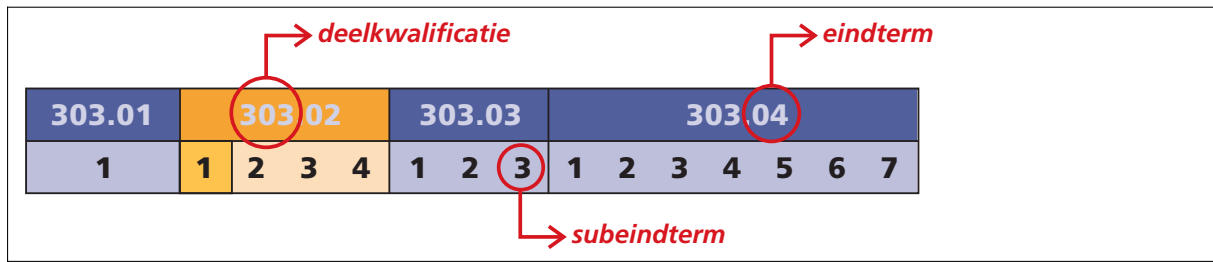 deelkwalificatie eindterm
303.01 303.02 303.03 303.04
1 1 2 3 4 1 2 3 1 2 3 4 5 6 7
subeindterm